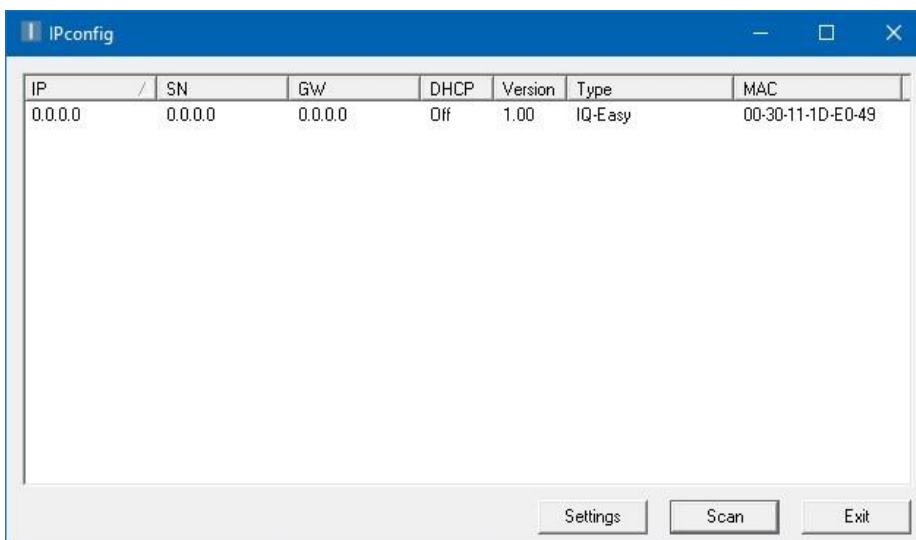 IPconfig
IP SN GW DHCP Version Type MAC
0.0.0.0 0.0.0.0 0.0.0.0 Off 1.00 IQ-Easy 00-30-11-1D-E0-49
Settings Scan Exit